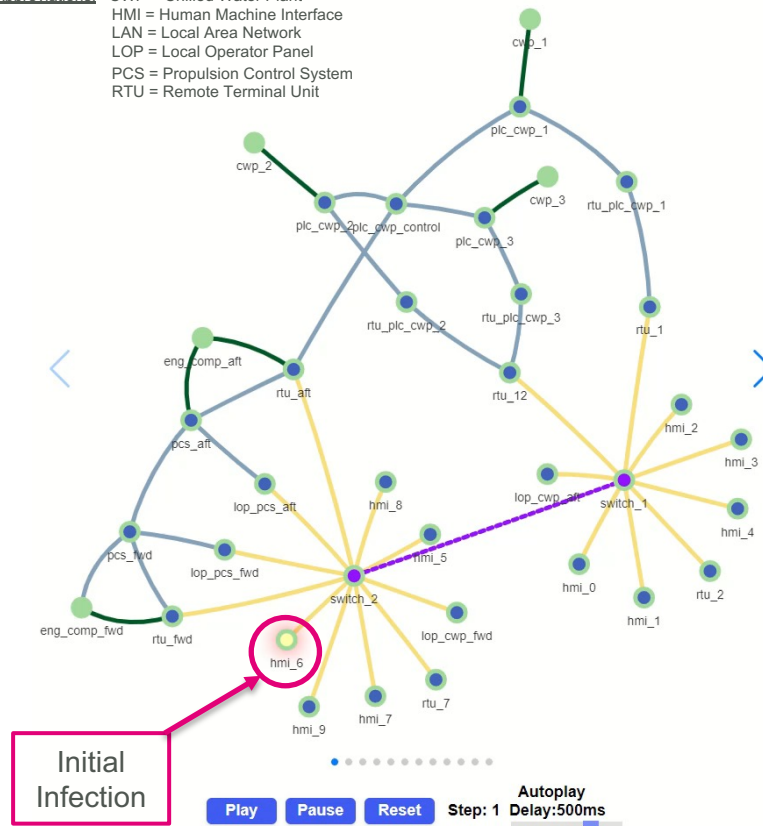 HMI = Human Machine Interface
LAN = Local Area Network
LOP = Local Operator Panel
PCS = Propulsion Control System
RTU = Remote Terminal Unit
cwp_1
plc_cwp_1
cwp_2
cwp_3
rtu_plc_cwp_1
plc_cwp_2
plc_cwp_control
plc_cwp_3
rtu_plc_cwp_2
rtu_plc_cwp_3
rtu_1
eng_comp_aft
rtu_aft
rtu_12
hmi_2
pcs_aft
hmi_3
lop_pcs_aft
hmi_8
lop_cwp_aft
switch_1
hmi_4
pcs_fwd
lop_pcs_fwd
hmi_5
hmi_0
rtu_2
switch_2
hmi_1
eng_comp_fwd
rtu_fwd
lop_cwp_fwd
hmi_6
rtu_7
hmi_9
hmi_7
Initial
Infection
Play
Pause
Reset
Step: 1
Autoplay
Delay:500ms